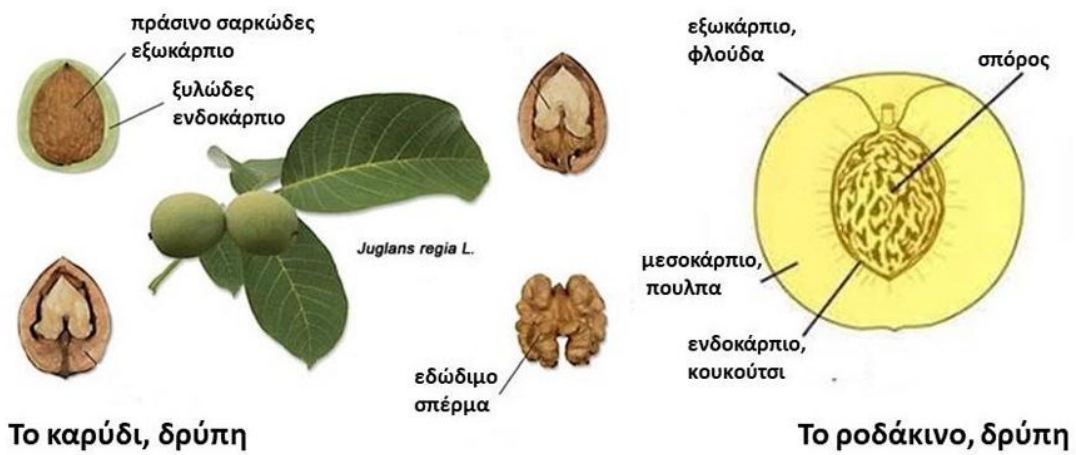 πράσινο σαρκώδες
εξωκάρπιο
ξυλώδες
ενδοκάρπιο
Juglans regia L.
εδώδιμο
σπέρμα
Το καρύδι, δρύπη
εξωκάρπιο,
φλούδα
σπόρος
μεσοκάρπιο,
πουλπα
ενδοκάρπιο,
κουκούτσι
Το ροδάκινο, δρύπη